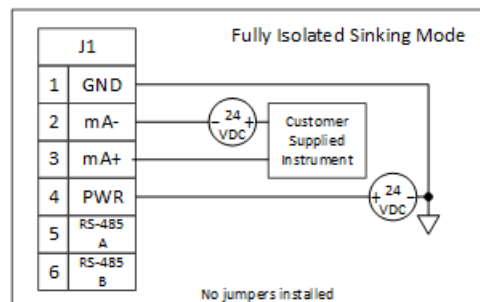 Fully Isolated Sinking Mode
J1
1 GND
2 mA-
3 mA+
4 PWR
5 RS-485
A
6 RS-485
B
- 24 +
VDC
Customer
Supplied
Instrument
+ 24 -
VDC
No jumpers installed